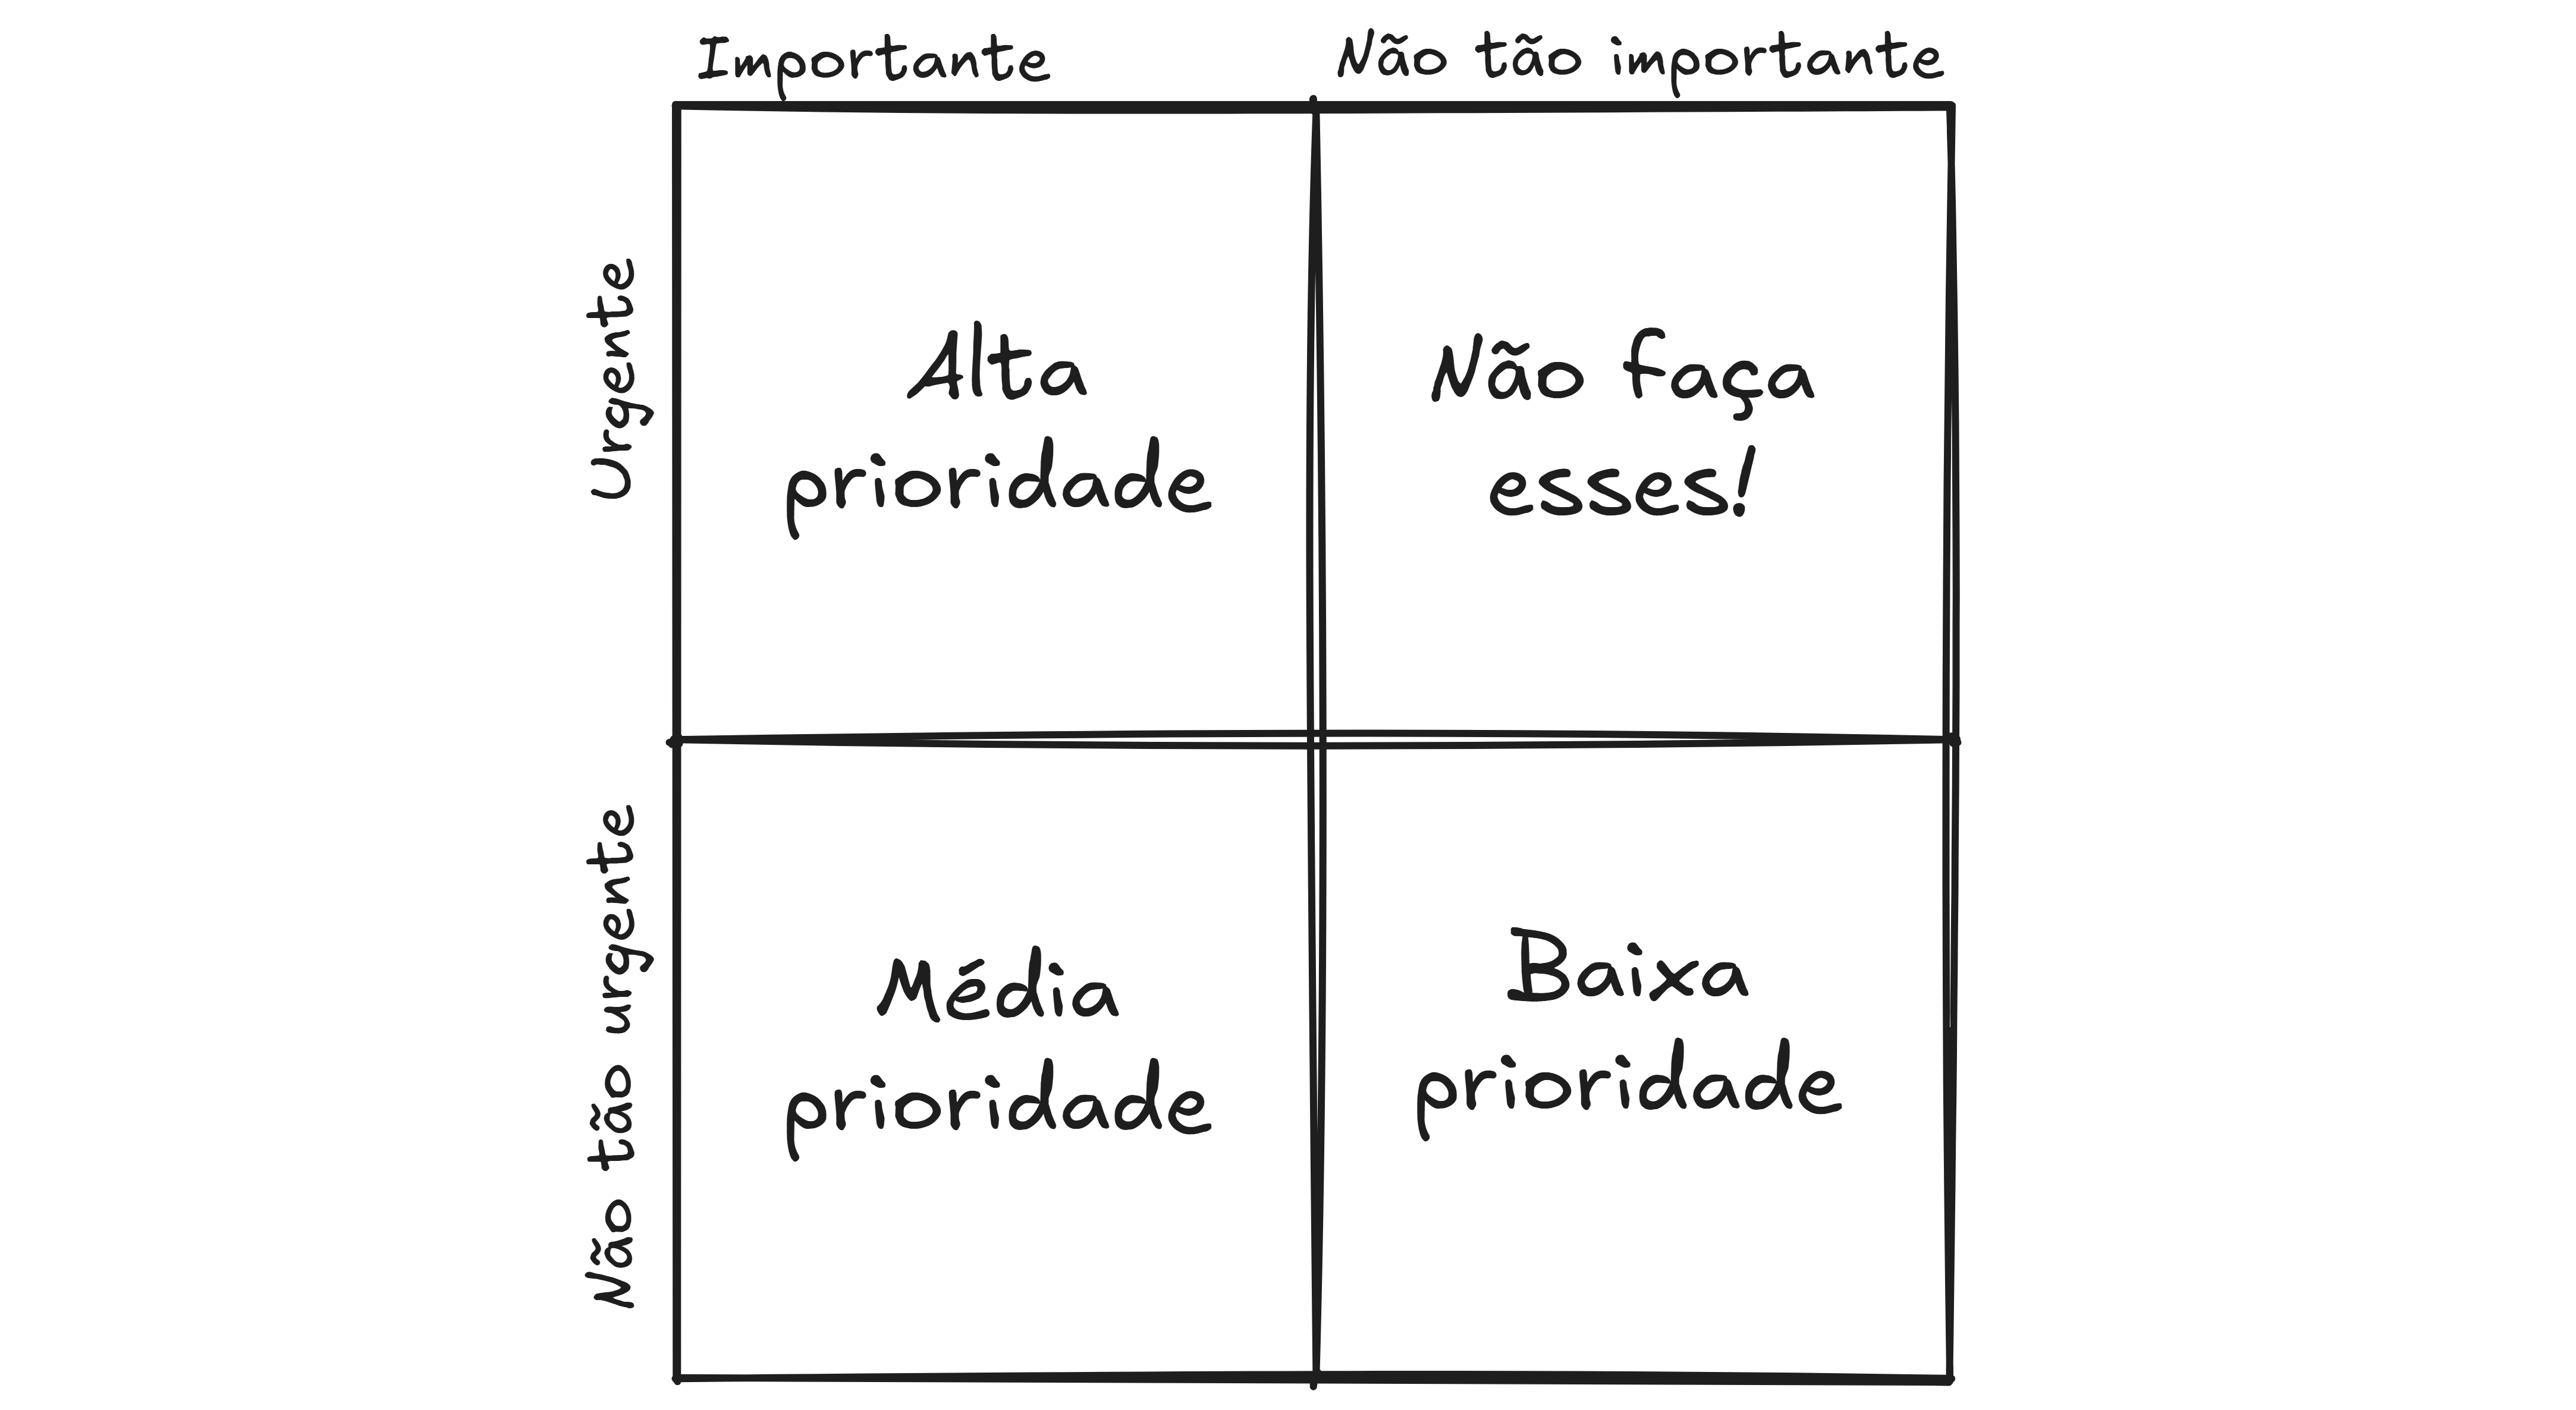 Importante
Não tão importante
Urgente
Alta
prioridade
Não faça
esses!
Não tão urgente
Média
prioridade
Baixa
prioridade